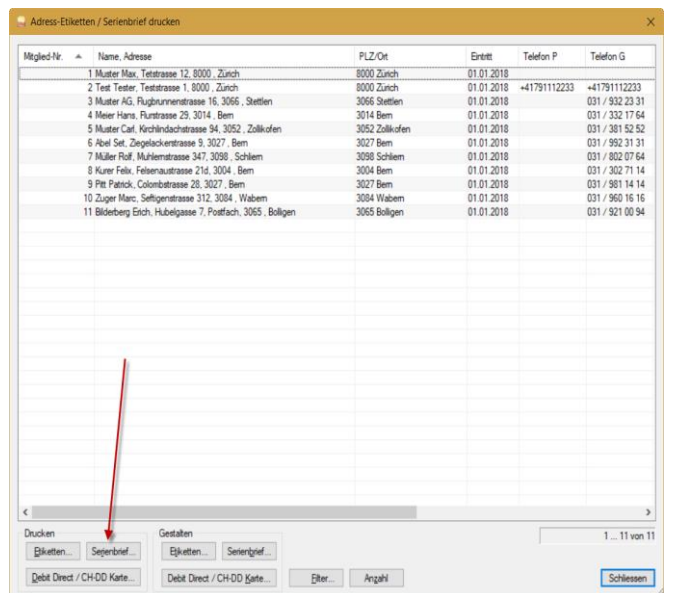 Adress-Etiketten / Serienbrief drucken
Mitglied-Nr. Name, Adresse PLZ/Ort Eintritt Telefon P Telefon G
1 Muster Max, Tetstrasse 12, 8000 , Zürich 8000 Zürich 01.01.2018
2 Test Tester, Teststrasse 1, 8000 , Zürich 8000 Zürich 01.01.2018 +41791112233 +41791112233
3 Muster AG, Flugbrunnenstrasse 16, 3066 , Stettlen 3066 Stettlen 01.01.2018 031 / 932 23 31
4 Meier Hans, Flurstrasse 29, 3014 , Bern 3014 Bern 01.01.2018 031 / 332 17 64
5 Muster Carl, Kirchlindachstrasse 94, 3052 , Zollikofen 3052 Zollikofen 01.01.2018 031 / 381 52 52
6 Abel Set, Ziegelackerstrasse 9, 3027 , Bern 3027 Bern 01.01.2018 031 / 992 31 31
7 Müller Rolf, Muhlernstrasse 347, 3098 , Schliern 3098 Schliern 01.01.2018 031 / 802 07 64
8 Kurer Felix, Felsenaustrasse 21d, 3004 , Bern 3004 Bern 01.01.2018 031 / 302 71 14
9 Pitt Patrick, Colombstrasse 28, 3027 , Bern 3027 Bern 01.01.2018 031 / 981 14 14
10 Zuger Marc, Seftigenstrasse 312, 3084 , Wabern 3084 Wabern 01.01.2018 031 / 960 16 16
11 Bilderberg Erich, Hubelgasse 7, Postfach, 3065 , Bolligen 3065 Bolligen 01.01.2018 031 / 921 00 94
Drucken Gestalten 1 ... 11 von 11
Etiketten... Serienbrief... Etiketten... Serienbrief...
Debit Direct / CH-DD Karte... Debit Direct / CH-DD Karte... Filter... Anzahl Schliessen